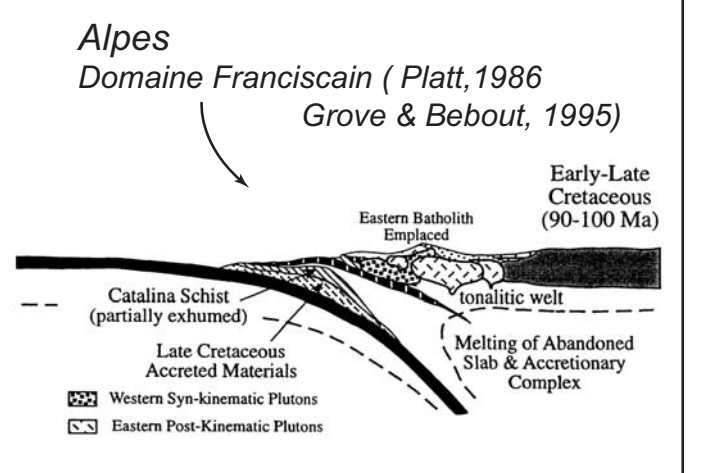 Alpes
Domaine Franciscain ( Platt,1986
Grove & Bebout, 1995)
Early-Late
Cretaceous
(90-100 Ma)
Eastern Batholith
Emplaced
tonalitic welt
Catalina Schist
(partially exhumed)
Melting of Abandoned
Slab & Accretionary
Complex
Late Cretaceous
Accreted Materials
Western Syn-kinematic Plutons
Eastern Post-Kinematic Plutons